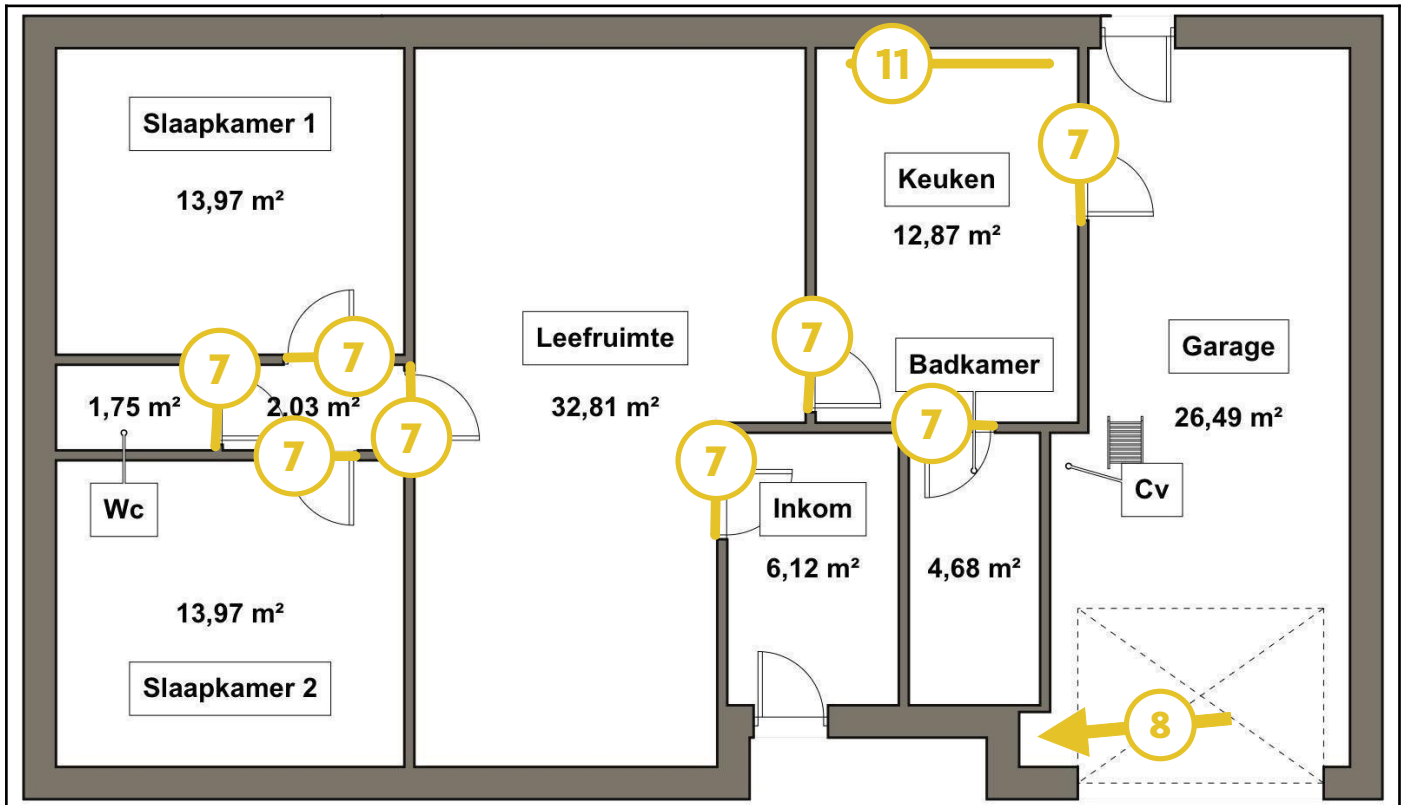 11
Slaapkamer 1
7
Keuken
13,97 m²
12,87 m²
Leefruimte
7
Badkamer
Garage
7
7
1,75 m²
2,03 m²
32,81 m²
7
26,49 m²
7
7
7
Wc
Inkom
Cv
6,12 m²
4,68 m²
13,97 m²
Slaapkamer 2
8